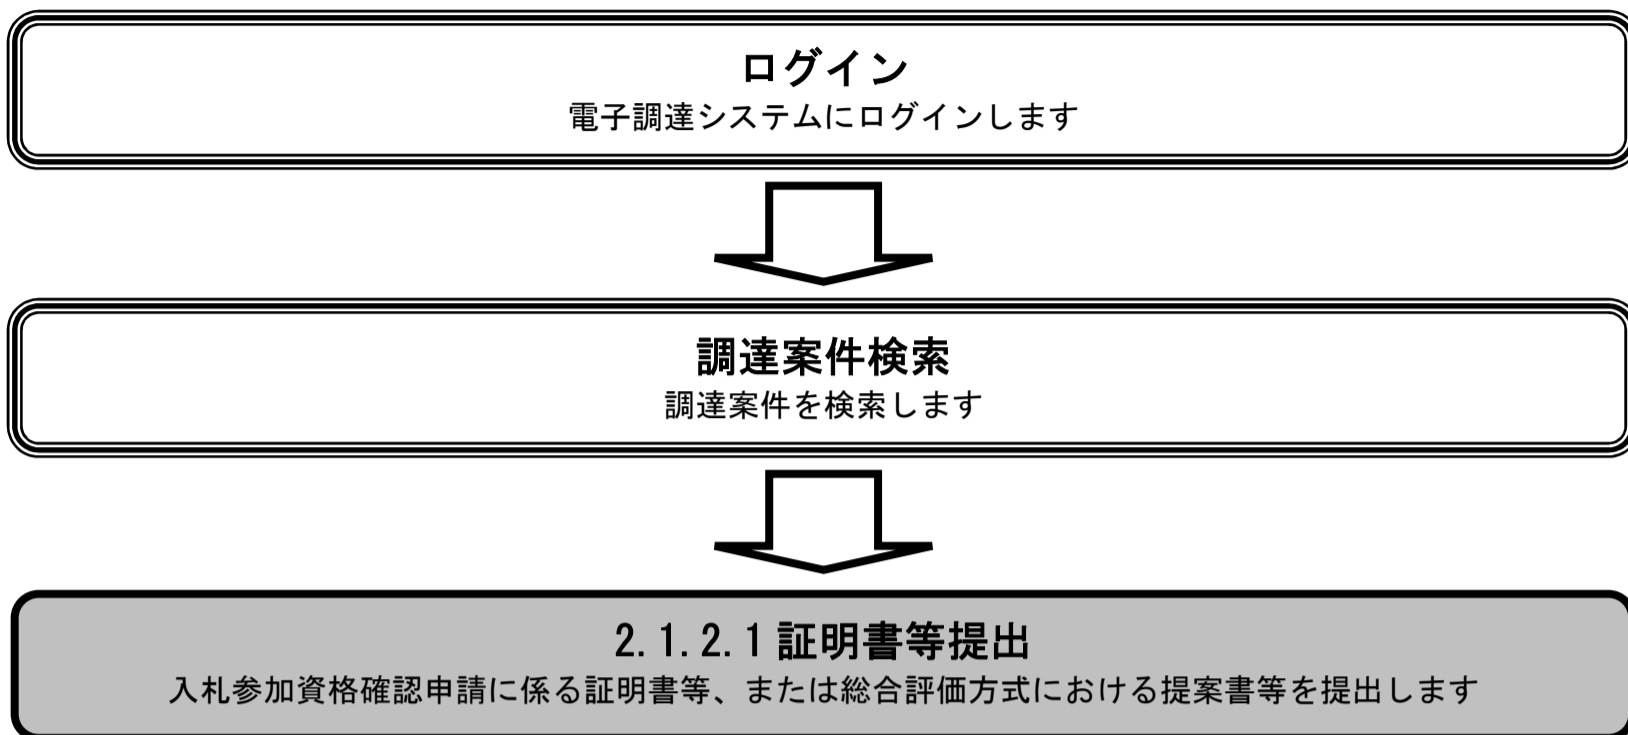 ログイン
電子調達システムにログインします
調達案件検索
調達案件を検索します
2.1.2.1 証明書等提出
入札参加資格確認申請に係る証明書等、または総合評価方式における提案書等を提出します